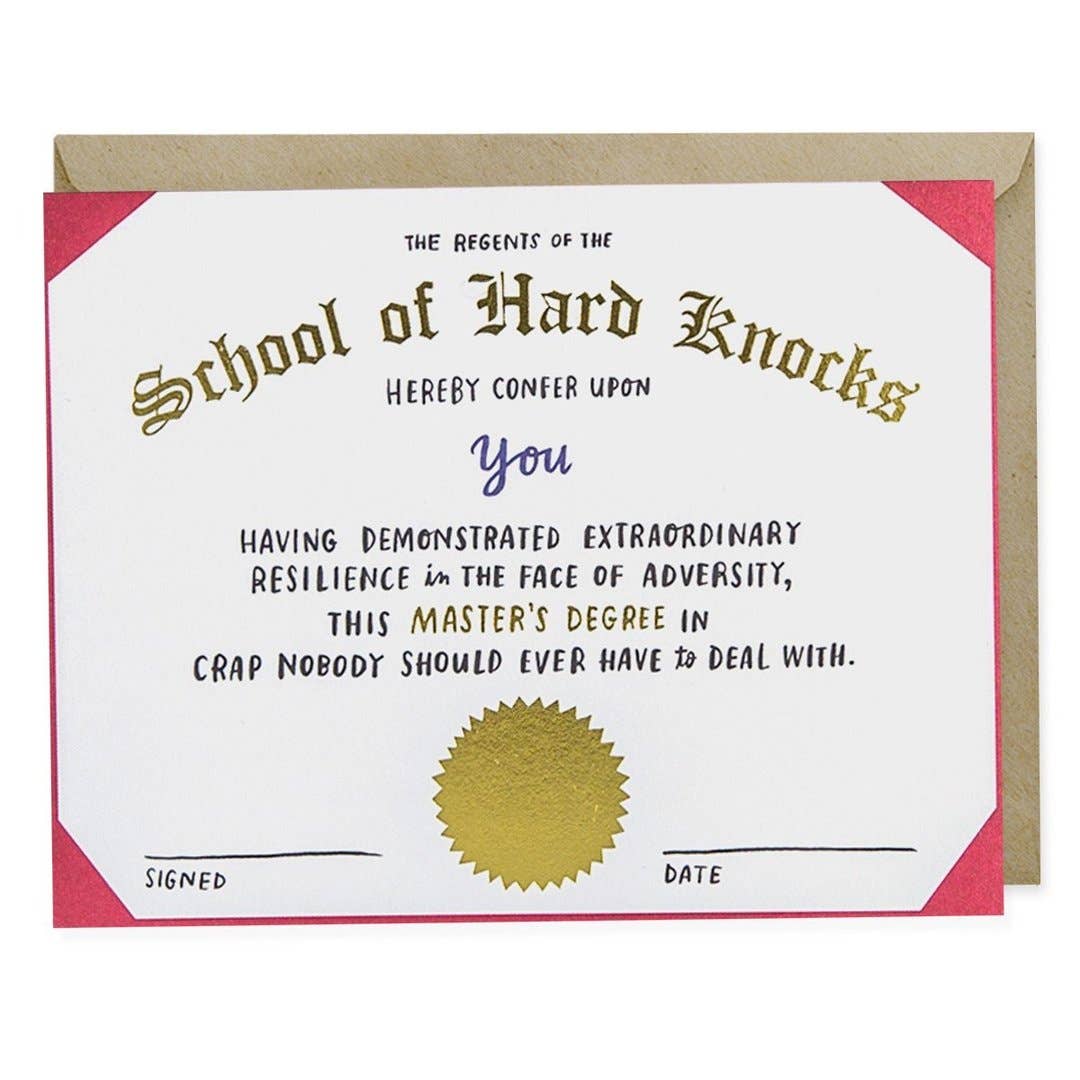 THE REGENTS OF THE
School of Hard Knocks
HEREBY CONFER UPON
You
HAVING DEMONSTRATED EXTRAORDINARY
RESILIENCE in THE FACE OF ADVERSITY,
THIS MASTER'S DEGREE IN
CRAP NOBODY SHOULD EVER HAVE to DEAL WITH.
SIGNED
DATE